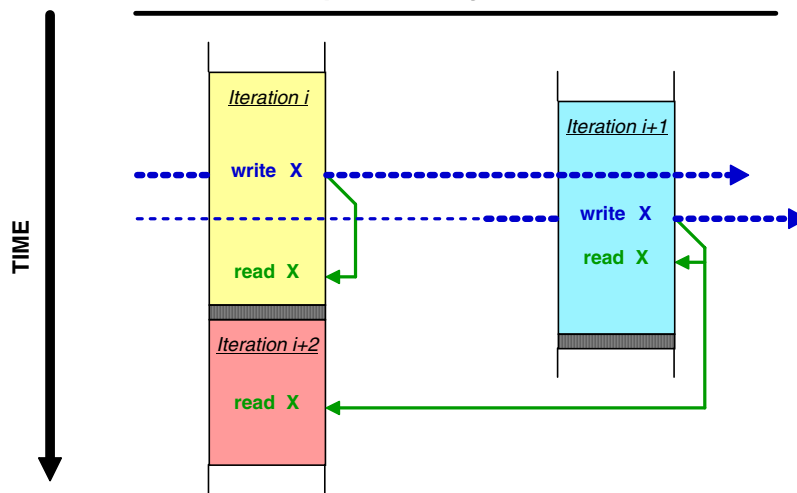 Iteration i
Iteration i+1
write X
write X
read X
read X
Iteration i+2
read X
TIME